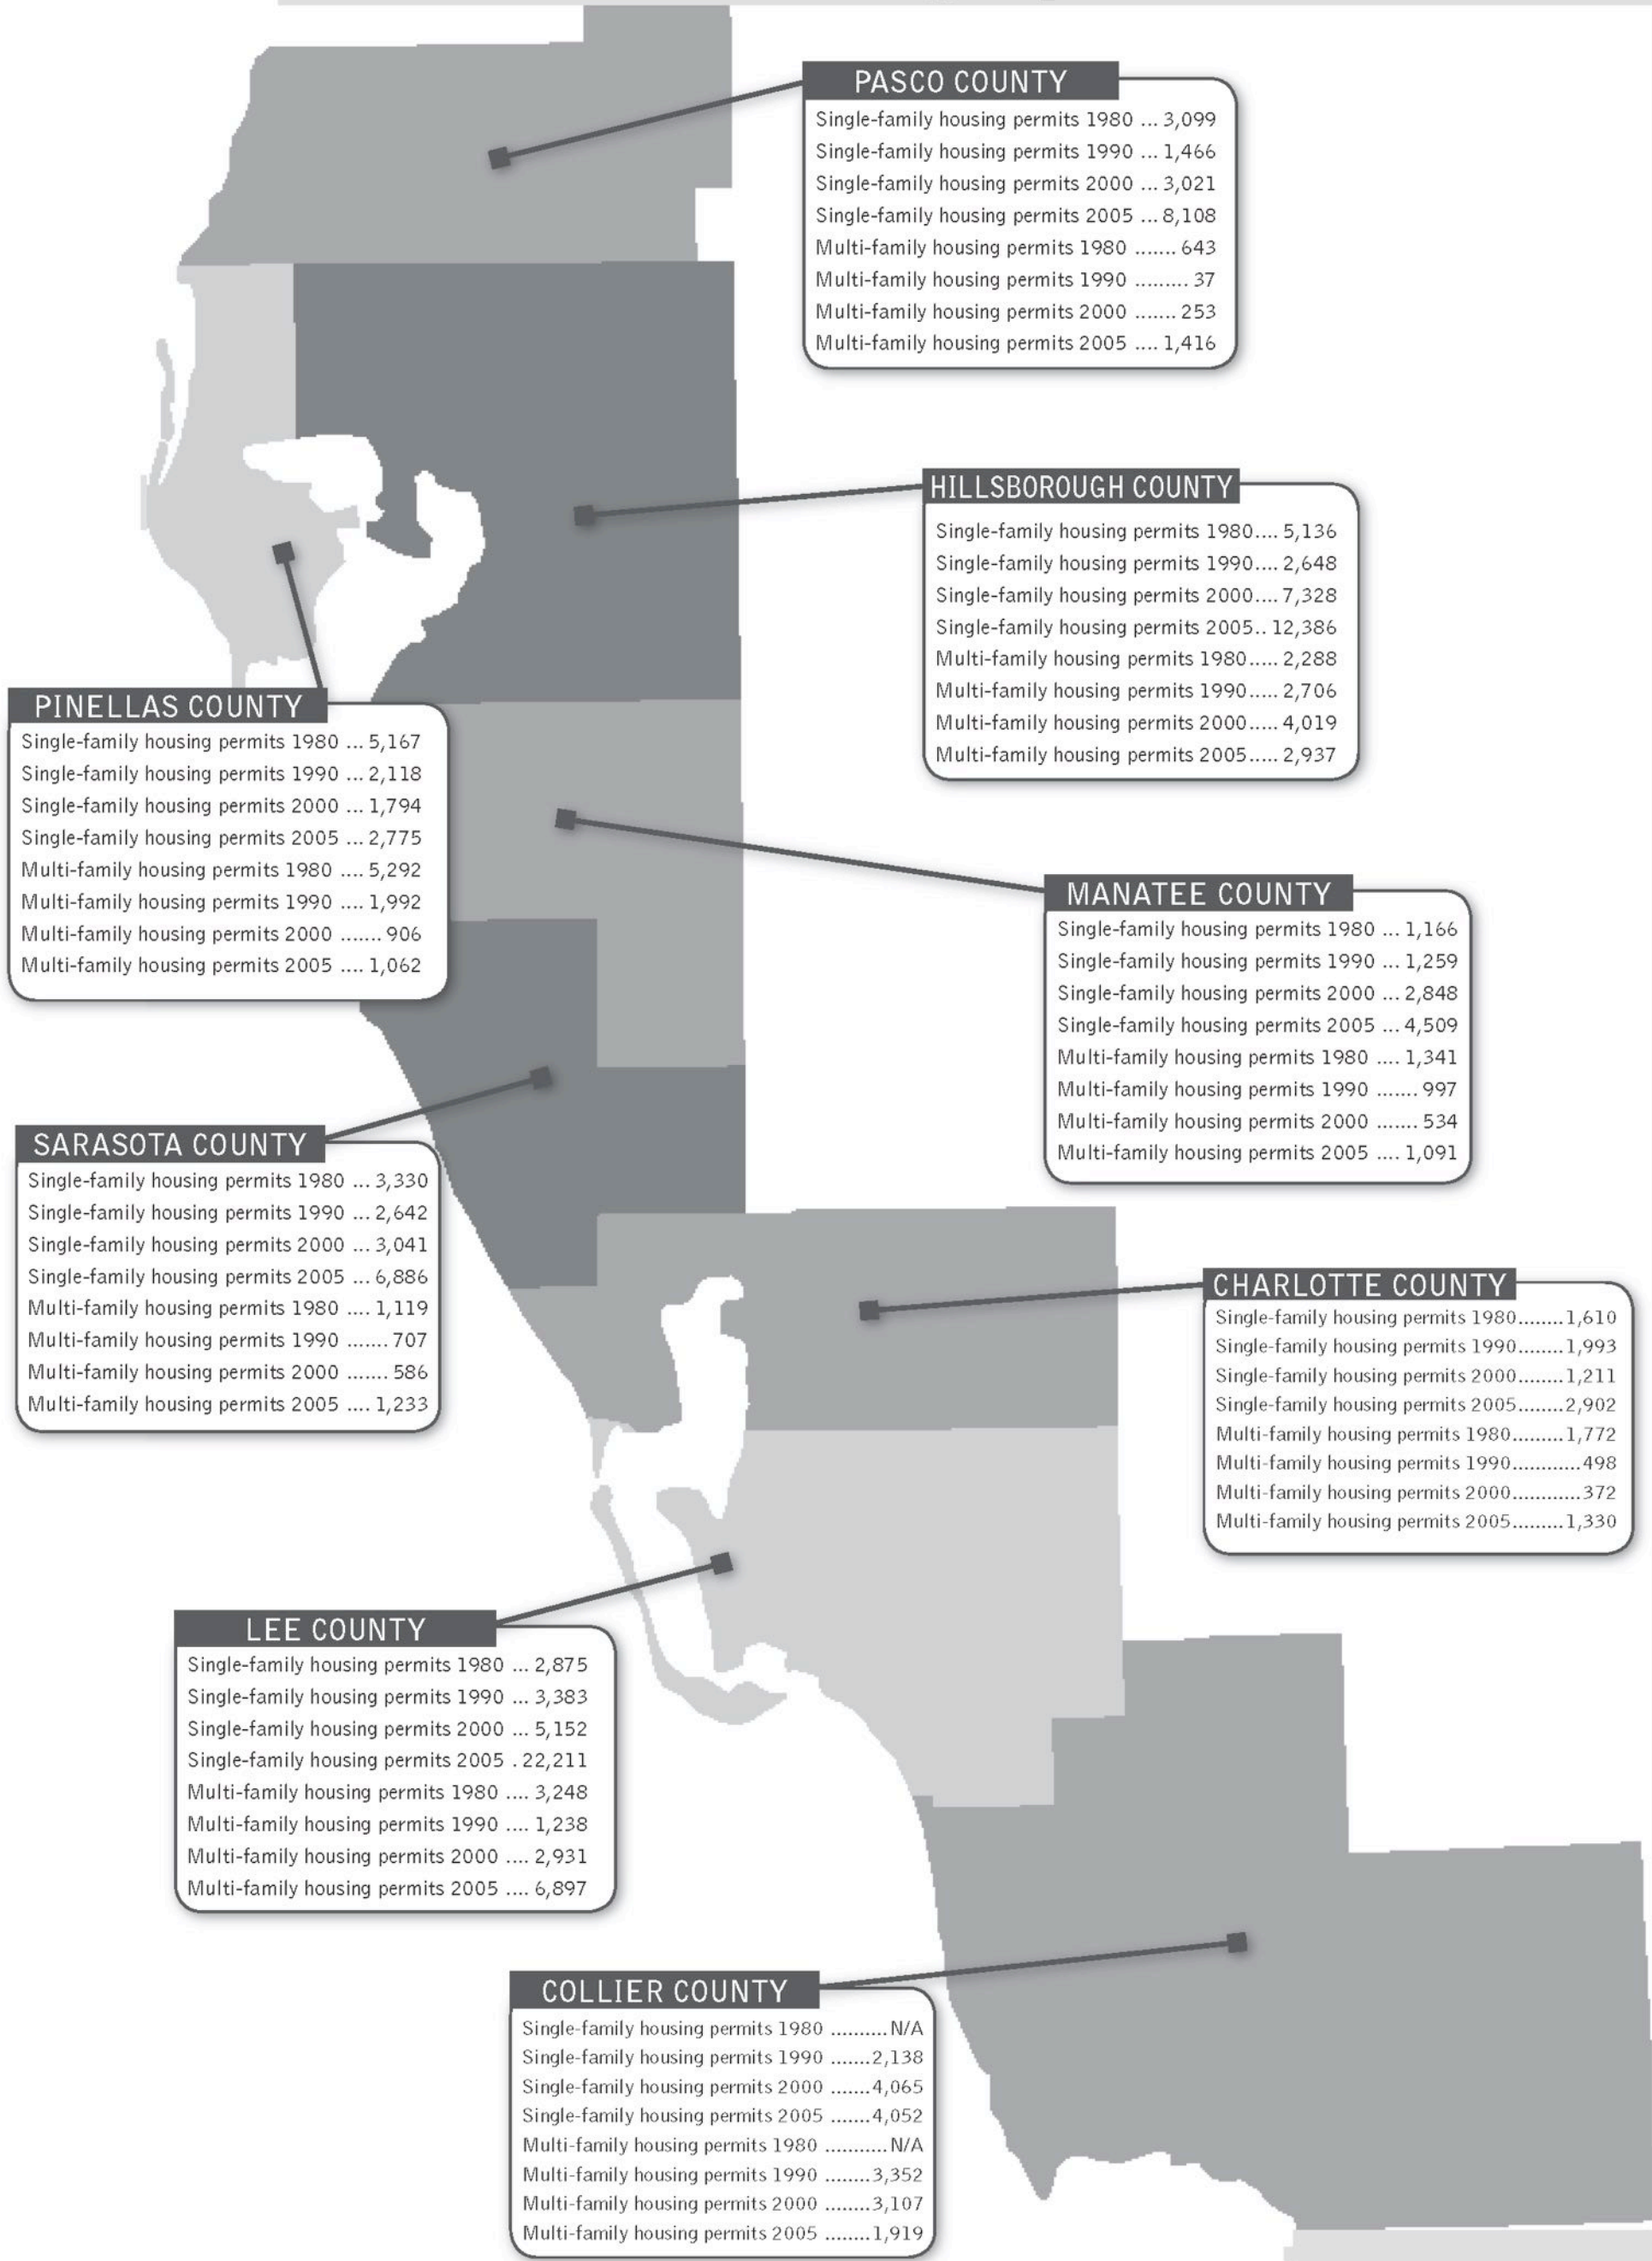 PASCO COUNTY
Single-family housing permits 1980 ... 3,099
Single-family housing permits 1990 ... 1,466
Single-family housing permits 2000 ... 3,021
Single-family housing permits 2005 ... 8,108
Multi-family housing permits 1980 ....... 643
Multi-family housing permits 1990 ......... 37
Multi-family housing permits 2000 ....... 253
Multi-family housing permits 2005 .... 1,416
HILLSBOROUGH COUNTY
Single-family housing permits 1980.... 5,136
Single-family housing permits 1990.... 2,648
Single-family housing permits 2000.... 7,328
Single-family housing permits 2005.. 12,386
Multi-family housing permits 1980..... 2,288
Multi-family housing permits 1990..... 2,706
Multi-family housing permits 2000..... 4,019
Multi-family housing permits 2005..... 2,937
PINELLAS COUNTY
Single-family housing permits 1980 ... 5,167
Single-family housing permits 1990 ... 2,118
Single-family housing permits 2000 ... 1,794
Single-family housing permits 2005 ... 2,775
Multi-family housing permits 1980 .... 5,292
Multi-family housing permits 1990 .... 1,992
Multi-family housing permits 2000 ....... 906
Multi-family housing permits 2005 .... 1,062
MANATEE COUNTY
Single-family housing permits 1980 ... 1,166
Single-family housing permits 1990 ... 1,259
Single-family housing permits 2000 ... 2,848
Single-family housing permits 2005 ... 4,509
Multi-family housing permits 1980 .... 1,341
Multi-family housing permits 1990 ....... 997
Multi-family housing permits 2000 ....... 534
Multi-family housing permits 2005 .... 1,091
SARASOTA COUNTY
Single-family housing permits 1980 ... 3,330
Single-family housing permits 1990 ... 2,642
Single-family housing permits 2000 ... 3,041
Single-family housing permits 2005 ... 6,886
Multi-family housing permits 1980 .... 1,119
Multi-family housing permits 1990 ....... 707
Multi-family housing permits 2000 ....... 586
Multi-family housing permits 2005 .... 1,233
CHARLOTTE COUNTY
Single-family housing permits 1980........1,610
Single-family housing permits 1990........1,993
Single-family housing permits 2000........1,211
Single-family housing permits 2005........2,902
Multi-family housing permits 1980.........1,772
Multi-family housing permits 1990............498
Multi-family housing permits 2000............372
Multi-family housing permits 2005.........1,330
LEE COUNTY
Single-family housing permits 1980 ... 2,875
Single-family housing permits 1990 ... 3,383
Single-family housing permits 2000 ... 5,152
Single-family housing permits 2005 . 22,211
Multi-family housing permits 1980 .... 3,248
Multi-family housing permits 1990 .... 1,238
Multi-family housing permits 2000 .... 2,931
Multi-family housing permits 2005 .... 6,897
COLLIER COUNTY
Single-family housing permits 1980 ..........N/A
Single-family housing permits 1990 .......2,138
Single-family housing permits 2000 .......4,065
Single-family housing permits 2005 .......4,052
Multi-family housing permits 1980 ...........N/A
Multi-family housing permits 1990 ........3,352
Multi-family housing permits 2000 ........3,107
Multi-family housing permits 2005 ........1,919